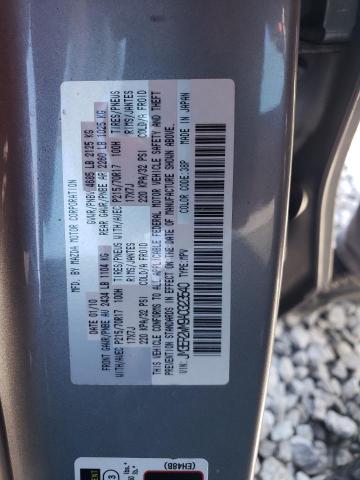 MFD. BY MAZDA MOTOR CORPORATION
DATE: 01/10 GVWR/PNBV: 4685 LB 2125 KG
FRONT GAWR/PNBE AV 2434 LB 1104 KG REAR GAWR/PNBE AR 2260 LB 1025 KG
WITH/AVEC P215/70R17 100H TIRES/PNEUS WITH/AVEC P215/70R17 100H TIRES/PNEUS
17X7J RIMS/JANTES 17X7J RIMS/JANTES
220 KPA/32 PSI COLD/A FROID 220 KPA/32 PSI COLD/A FROID
THIS VEHICLE CONFORMS TO ALL APPLICABLE FEDERAL MOTOR VEHICLE SAFETY AND THEFT
PREVENTION STANDARDS IN EFFECT ON THE DATE OF MANUFACTURE SHOWN ABOVE.
TYPE: MPV COLOR CODE: 38P MADE IN JAPAN
(EH48B)